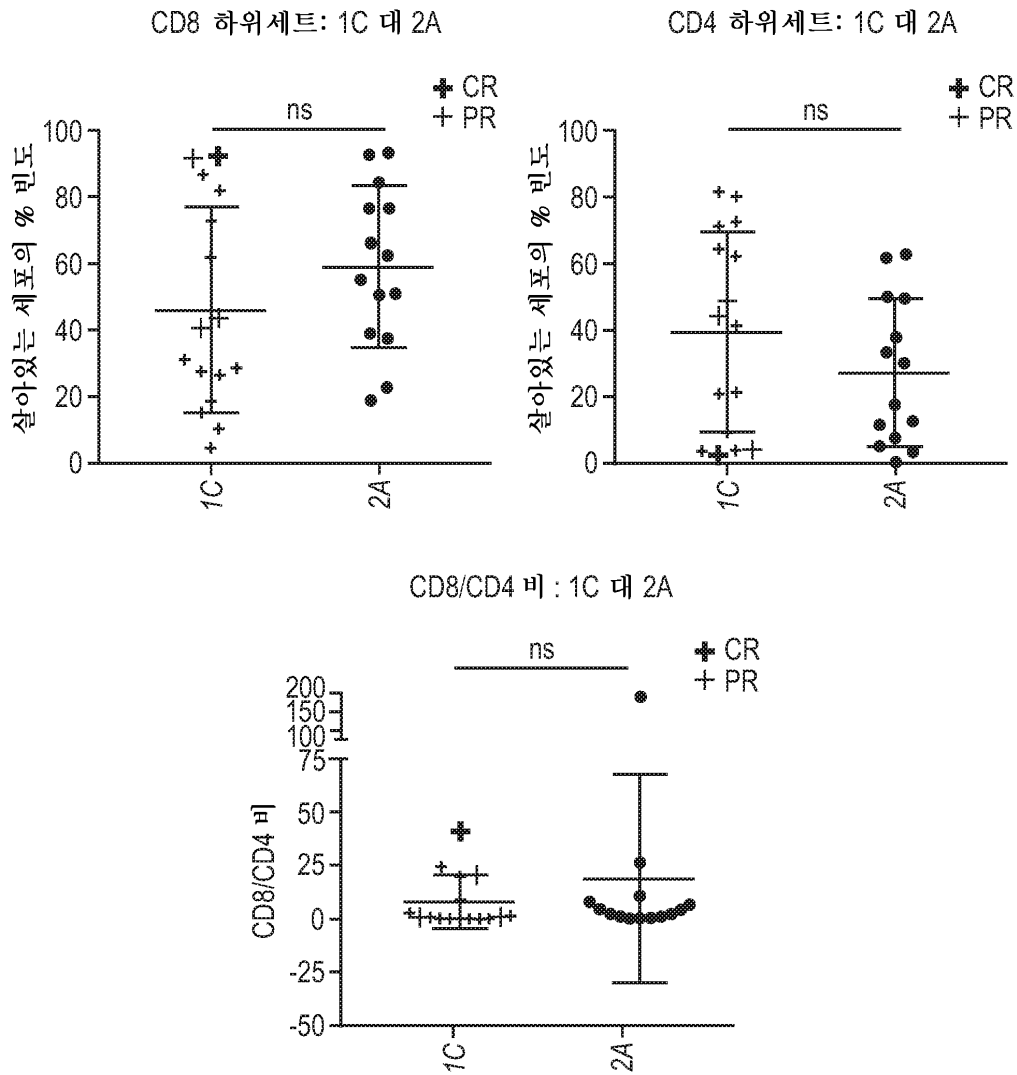 CD8 하위세트: 1C 대 2A
CR
PR
ns
살아있는 세포의 % 빈도
100
80
60
40
20
0
1C
2A
CD4 하위세트: 1C 대 2A
CR
PR
ns
살아있는 세포의 % 빈도
100
80
60
40
20
0
1C
2A
CD8/CD4 비 : 1C 대 2A
CR
PR
ns
CD8/CD4 비
200
150
100
75
50
25
0
-25
-50
1C
2A